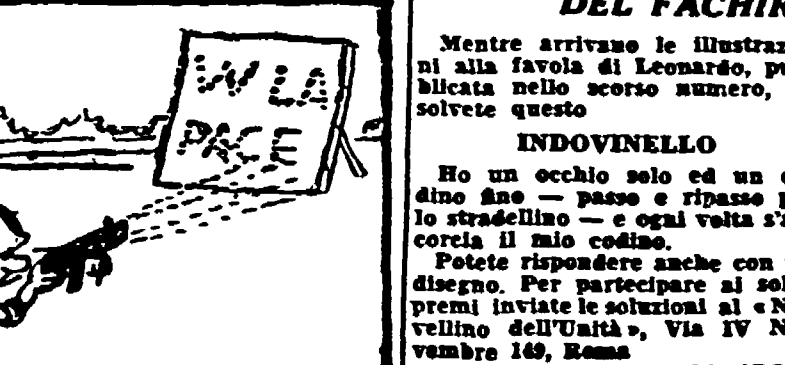 W LA
PACE
DEL FACHIR
Mentre arrivano le illustraz
ni alla favola di Leonardo, pu
blicata nello scorso numero,
solvete questo
INDOVINELLO
Ho un occhio solo ed un c
dino fino — passo e ripasso p
lo stradellino — e ogni volta s'a
corcia il mio codino.
Potete rispondere anche con
disegno. Per partecipare ai sol
premi inviate le soluzioni al « N
vellino dell'Unità », Via IV N
vembre 149, Roma